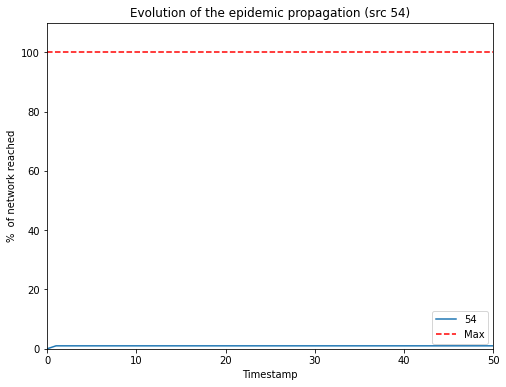 Evolution of the epidemic propagation (src 54)
% of network reached
100
80
60
40
20
0
0 10 20 30 40 50
Timestamp
54
Max